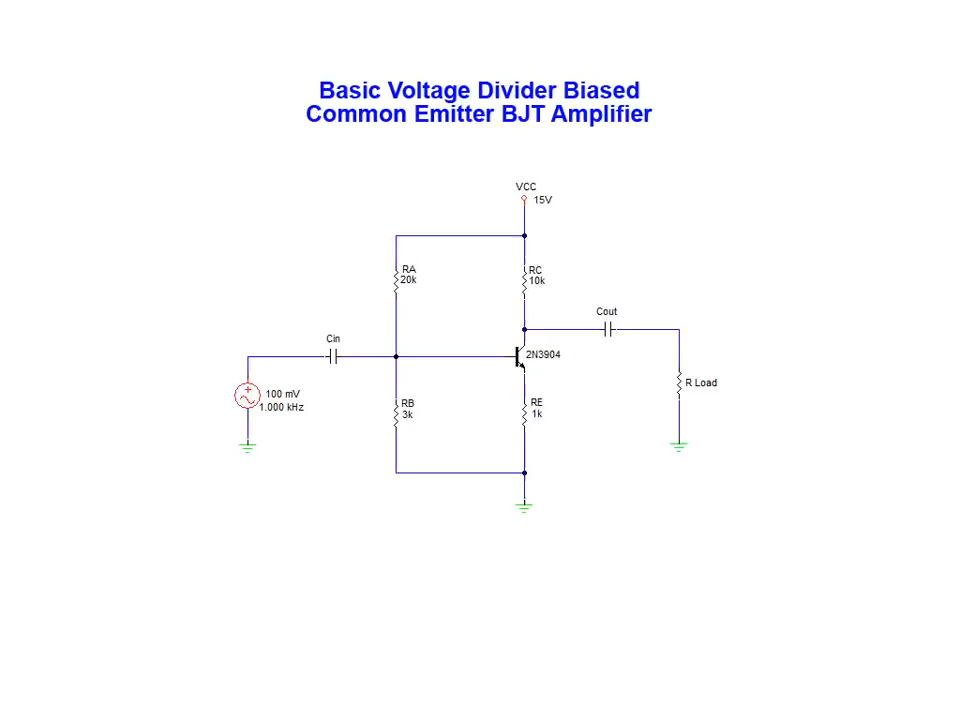 Basic Voltage Divider Biased
Common Emitter BJT Amplifier
VCC
15V
RA
20k
RC
10k
Cout
Cin
2N3904
R Load
100 mV
1.000 kHz
RB
3k
RE
1k